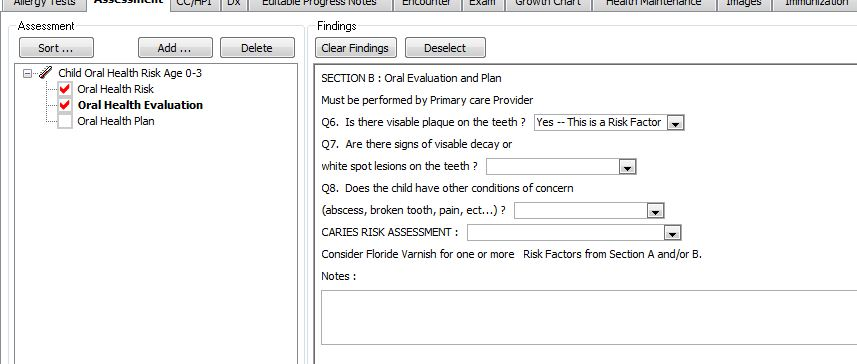 Allergy Tests Assessment CC/HPI Dx Editable Progress Notes Encounter Exam Growth Chart Health Maintenance Images Immunization
Assessment
Sort ... Add ... Delete
Child Oral Health Risk Age 0-3
Oral Health Risk
Oral Health Evaluation
Oral Health Plan
Findings
Clear Findings Deselect
SECTION B : Oral Evaluation and Plan
Must be performed by Primary care Provider
Q6. Is there visable plaque on the teeth ? Yes -- This is a Risk Factor
Q7. Are there signs of visable decay or
white spot lesions on the teeth ?
Q8. Does the child have other conditions of concern
(abscess, broken tooth, pain, ect...) ?
CARIES RISK ASSESSMENT :
Consider Floride Varnish for one or more Risk Factors from Section A and/or B.
Notes :